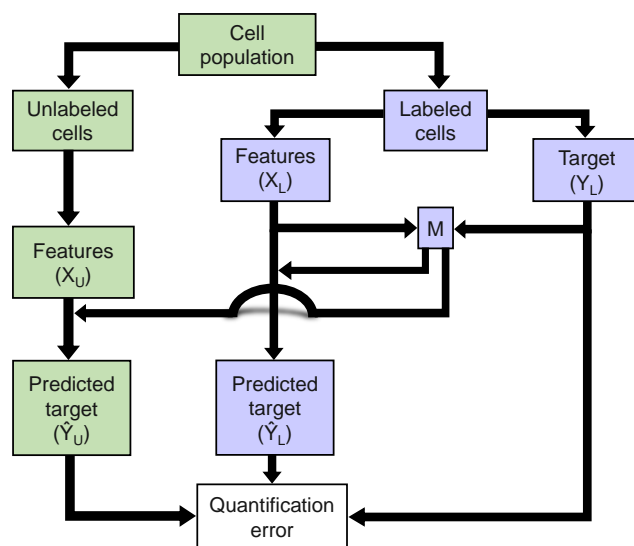 Cell
population
Unlabeled
cells
Labeled
cells
Features
(X_L)
Target
(Y_L)
M
Features
(X_U)
Predicted
target
(Ŷ_U)
Predicted
target
(Ŷ_L)
Quantification
error